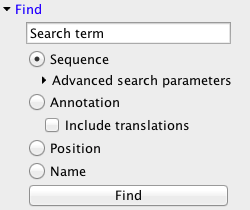 Find
Search term
Sequence
Advanced search parameters
Annotation
Include translations
Position
Name
Find